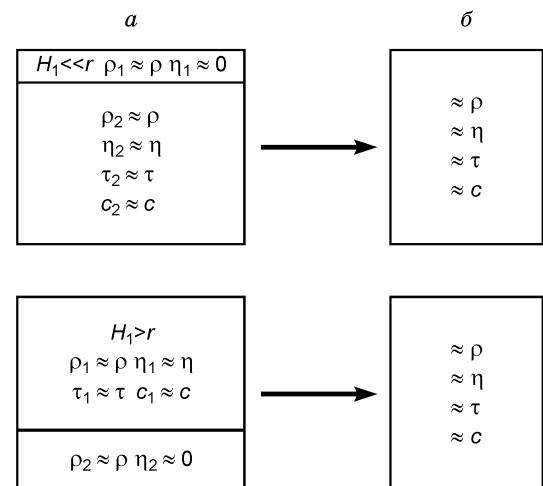 а б
H₁<<r ρ₁ ≈ ρ η₁ ≈ 0
ρ₂ ≈ ρ
η₂ ≈ η
τ₂ ≈ τ
c₂ ≈ c
≈ ρ
≈ η
≈ τ
≈ c
H₁>r
ρ₁ ≈ ρ η₁ ≈ η
τ₁ ≈ τ c₁ ≈ c
ρ₂ ≈ ρ η₂ ≈ 0
≈ ρ
≈ η
≈ τ
≈ c